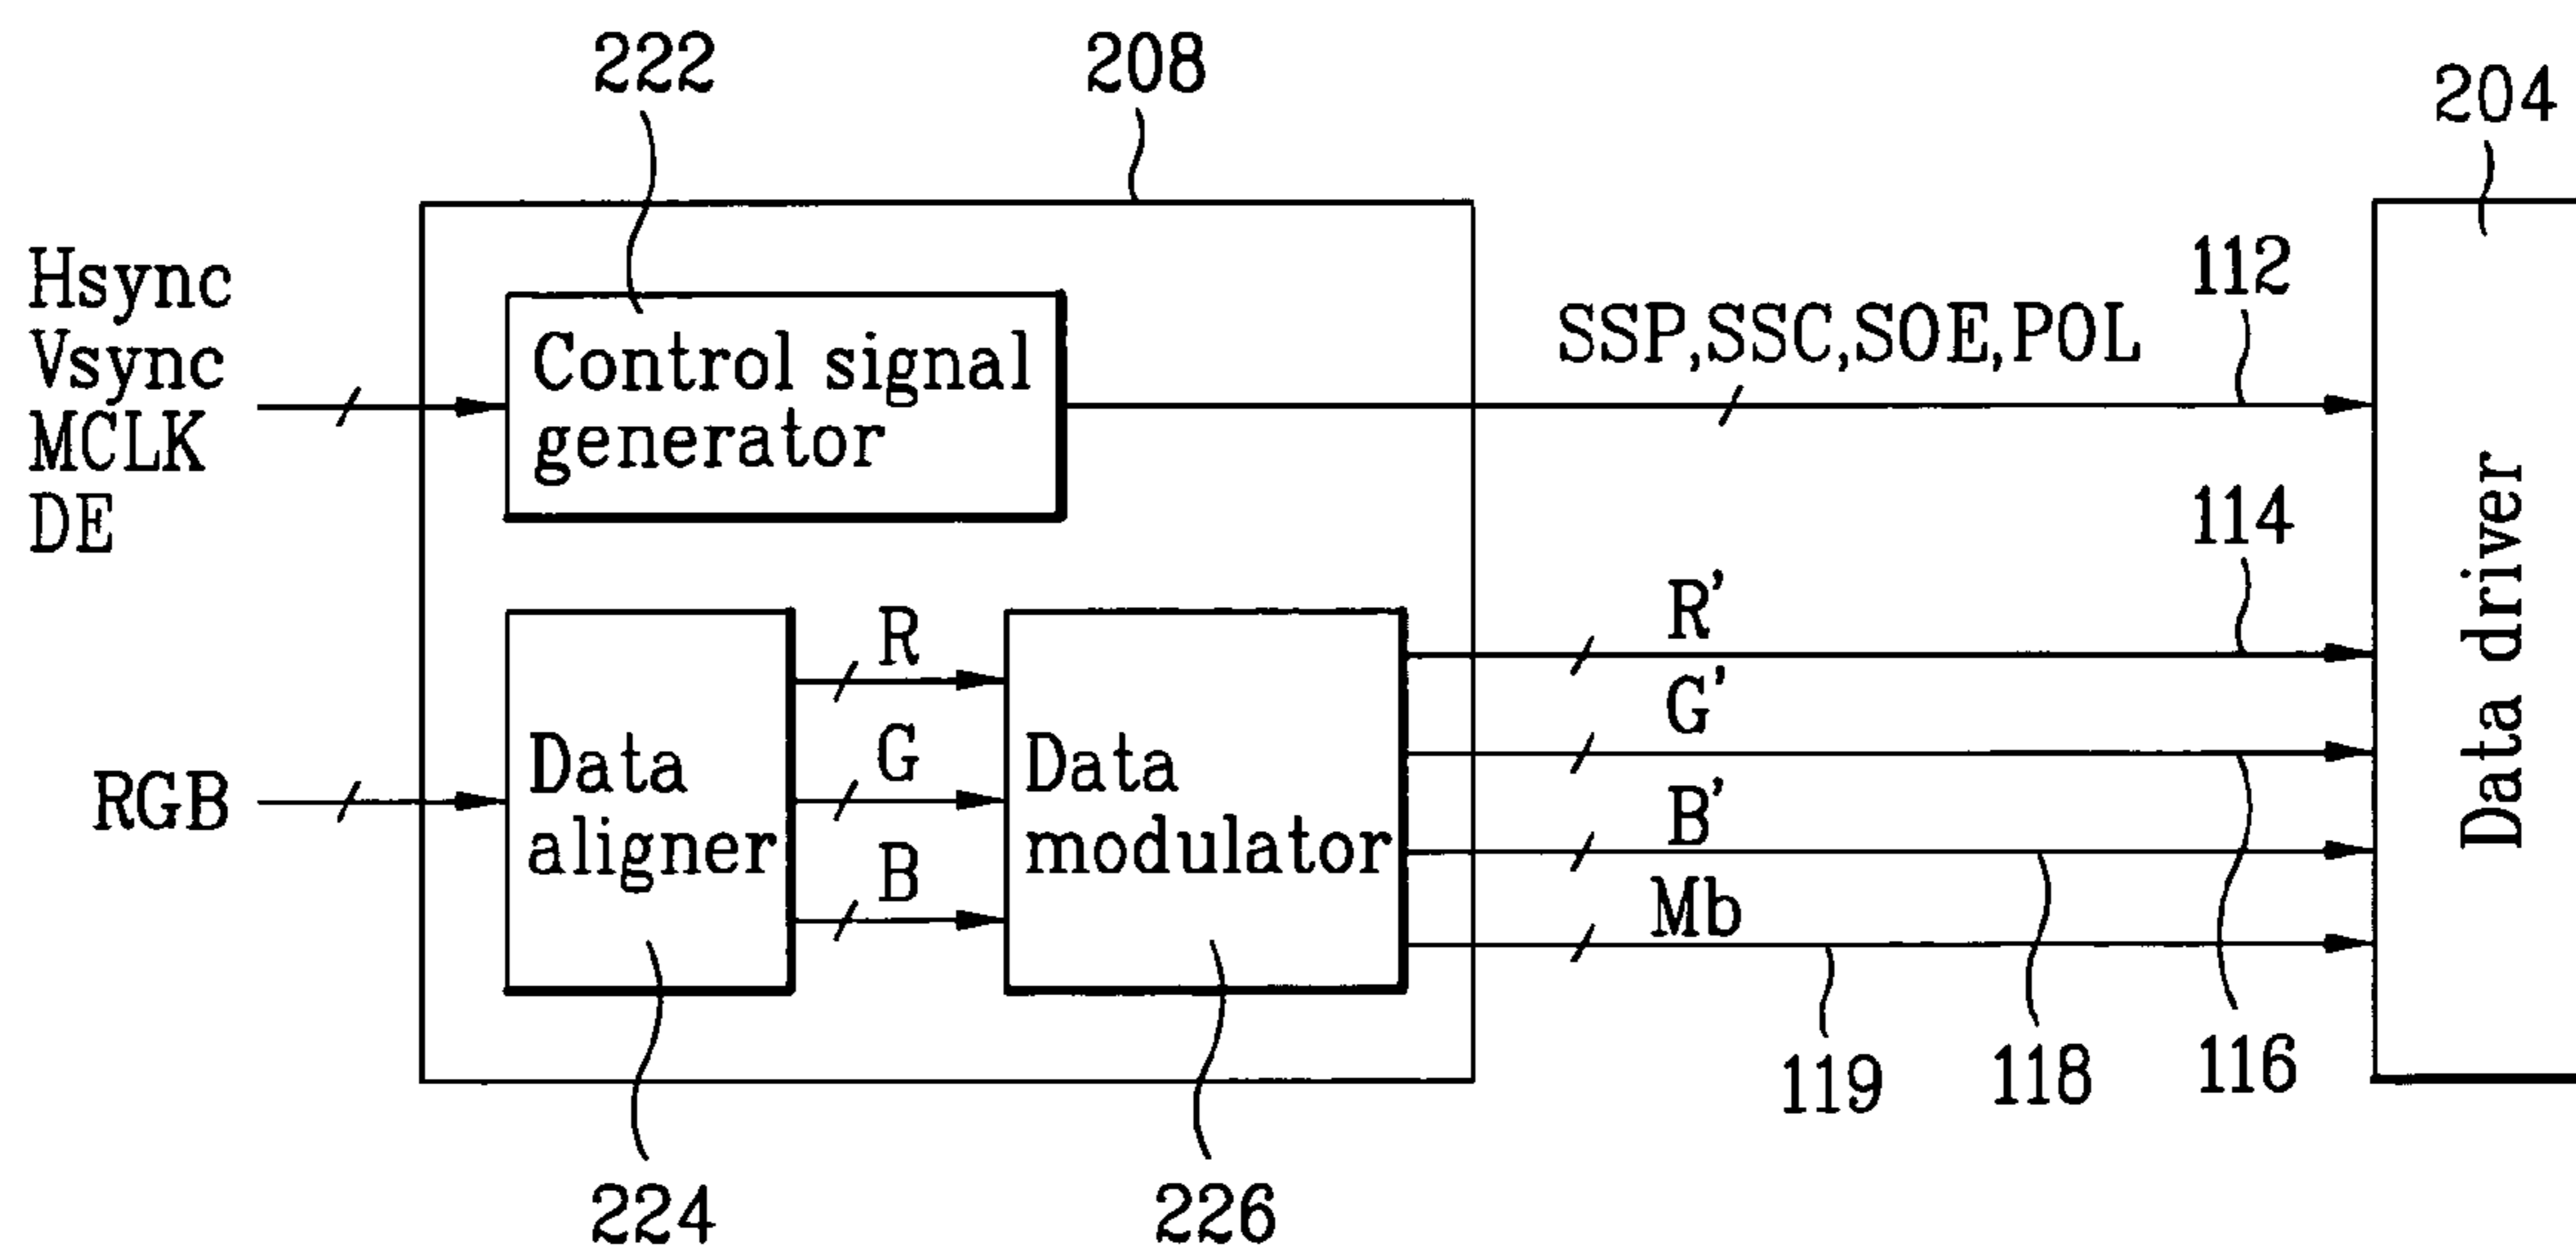 222
208
204
Hsync
Vsync
MCLK
DE
Control signal
generator
SSP,SSC,SOE,POL
112
114
RGB
Data
aligner
R
G
B
Data
modulator
R'
G'
B'
Mb
Data driver
119
118
116
224
226